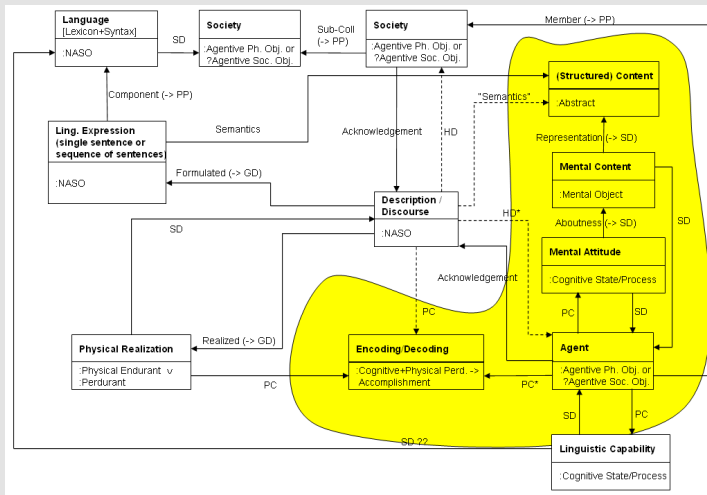 Member (-> PP)
Language
[Lexicon+Syntax]
:NASO
SD
Society
:Agentive Ph. Obj. or
?Agentive Soc. Obj.
Sub-Coll
(-> PP)
Society
:Agentive Ph. Obj. or
?Agentive Soc. Obj.
(Structured) Content
:Abstract
"Semantics"
Component (-> PP)
Semantics
Acknowledgement
HD
Representation (-> SD)
Ling. Expression
(single sentence or
sequence of sentences)
:NASO
Mental Content
:Mental Object
Formulated (-> GD)
Description /
Discourse
:NASO
HD*
SD
Aboutness (-> SD)
SD
Mental Attitude
:Cognitive State/Process
Acknowledgement
PC
PC
SD
Realized (-> GD)
Physical Realization
:Physical Endurant ∨
:Perdurant
PC
Encoding/Decoding
:Cognitive+Physical Perd. ->
Accomplishment
PC*
Agent
:Agentive Ph. Obj. or
?Agentive Soc. Obj.
SD
PC
SD ??
Linguistic Capability
:Cognitive State/Process